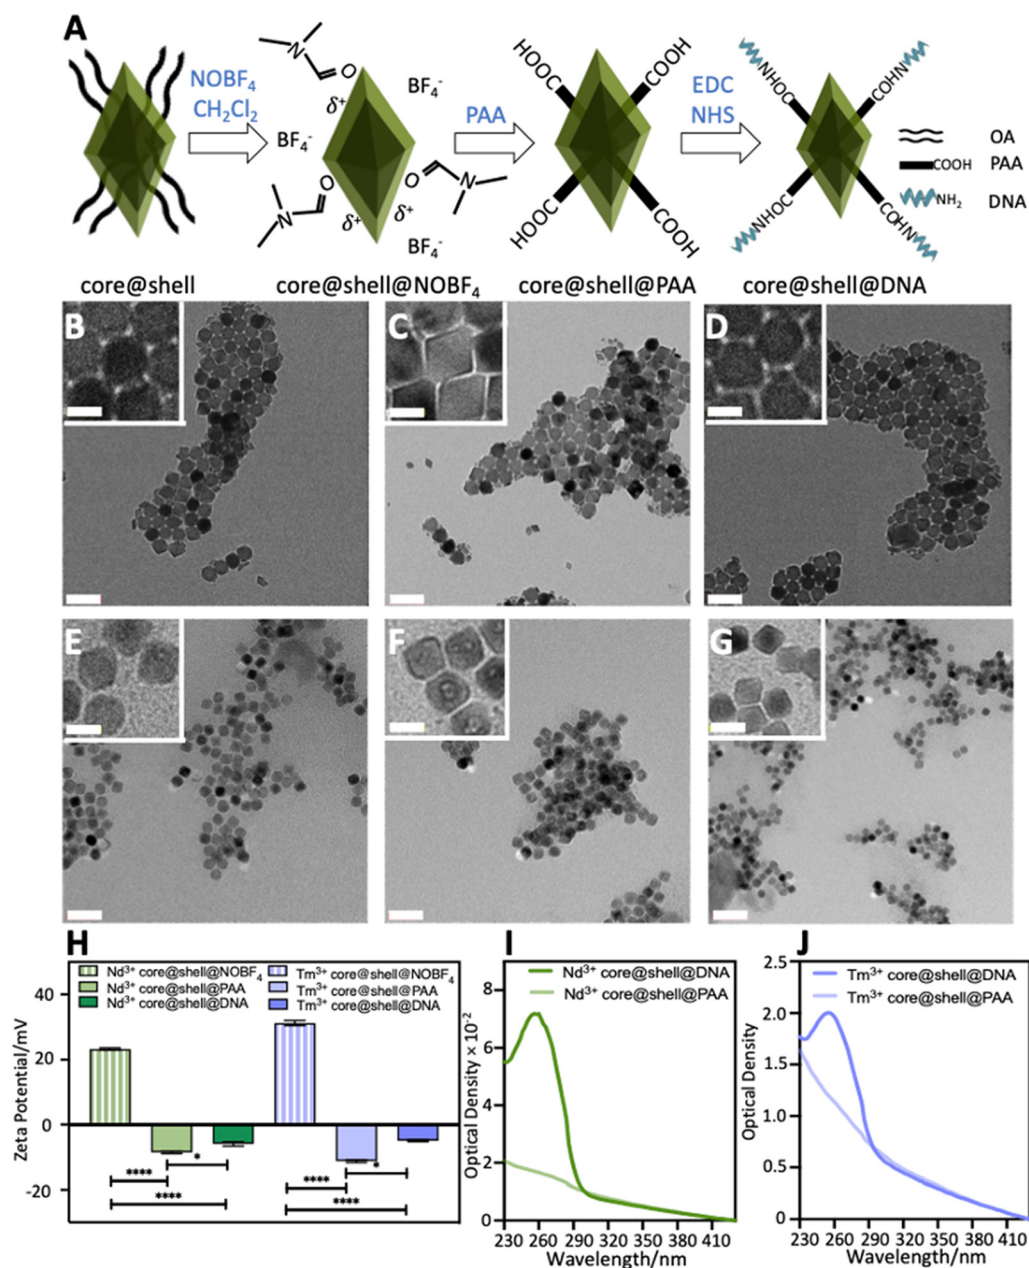 A
NOBF₄
CH₂Cl₂
N
O
δ⁺
BF₄⁻
BF₄⁻
N
O
δ⁺
δ⁺
O
N
BF₄⁻
PAA
HOOC
COOH
HOOC
COOH
EDC
NHS
NHOC
COHN
NHOC
COHN
OA
COOH PAA
NH₂ DNA
core@shell core@shell@NOBF₄ core@shell@PAA core@shell@DNA
B C D
E F G
H
Nd³⁺ core@shell@NOBF₄
Nd³⁺ core@shell@PAA
Nd³⁺ core@shell@DNA
Tm³⁺ core@shell@NOBF₄
Tm³⁺ core@shell@PAA
Tm³⁺ core@shell@DNA
Zeta Potential/mV
40
20
0
-20
****
*
****
****
*
****
I
Nd³⁺ core@shell@DNA
Nd³⁺ core@shell@PAA
Optical Density × 10⁻²
8
6
4
2
0
230 260 290 320 350 380 410
Wavelength/nm
J
Tm³⁺ core@shell@DNA
Tm³⁺ core@shell@PAA
Optical Density
2.5
2.0
1.5
1.0
0.5
0
230 260 290 320 350 380 410
Wavelength/nm